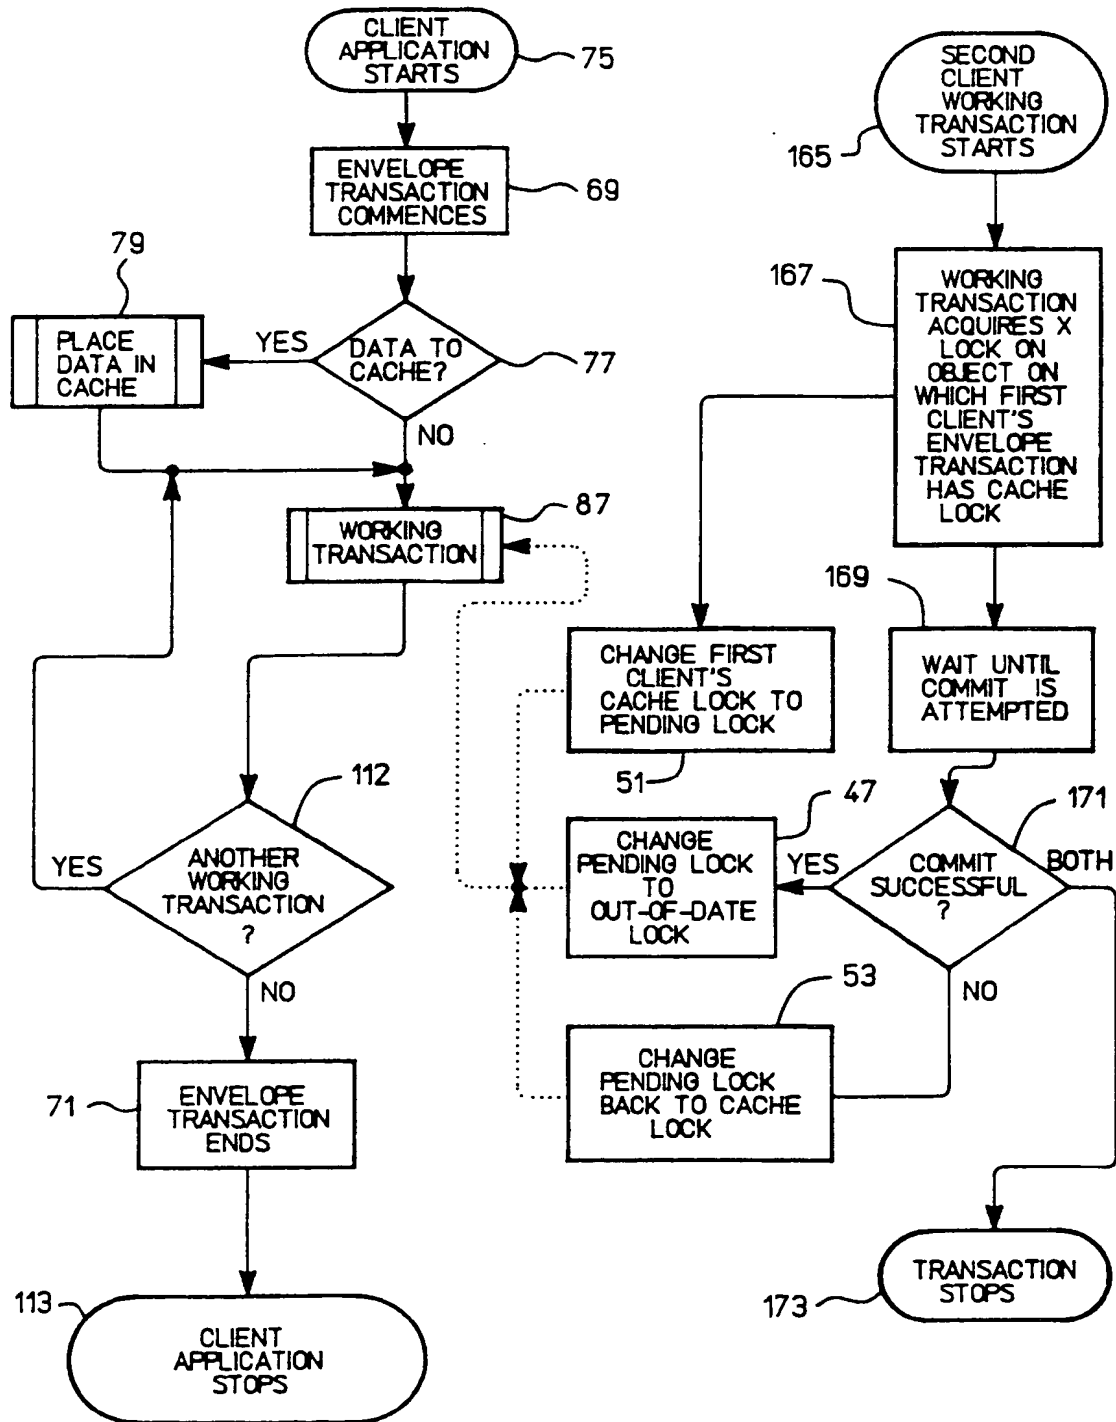 CLIENT
APPLICATION
STARTS
75
ENVELOPE
TRANSACTION
COMMENCES
69
79
PLACE
DATA IN
CACHE
YES
DATA TO
CACHE?
77
NO
WORKING
TRANSACTION
87
112
YES
ANOTHER
WORKING
TRANSACTION
?
NO
71
ENVELOPE
TRANSACTION
ENDS
113
CLIENT
APPLICATION
STOPS
SECOND
CLIENT
WORKING
TRANSACTION
STARTS
165
167
WORKING
TRANSACTION
ACQUIRES X
LOCK ON
OBJECT ON
WHICH FIRST
CLIENT'S
ENVELOPE
TRANSACTION
HAS CACHE
LOCK
169
WAIT UNTIL
COMMIT IS
ATTEMPTED
CHANGE FIRST
CLIENT'S
CACHE LOCK TO
PENDING LOCK
51
47
CHANGE
PENDING LOCK
TO
OUT-OF-DATE
LOCK
YES
COMMIT
SUCCESSFUL
?
171
BOTH
NO
53
CHANGE
PENDING LOCK
BACK TO CACHE
LOCK
TRANSACTION
STOPS
173